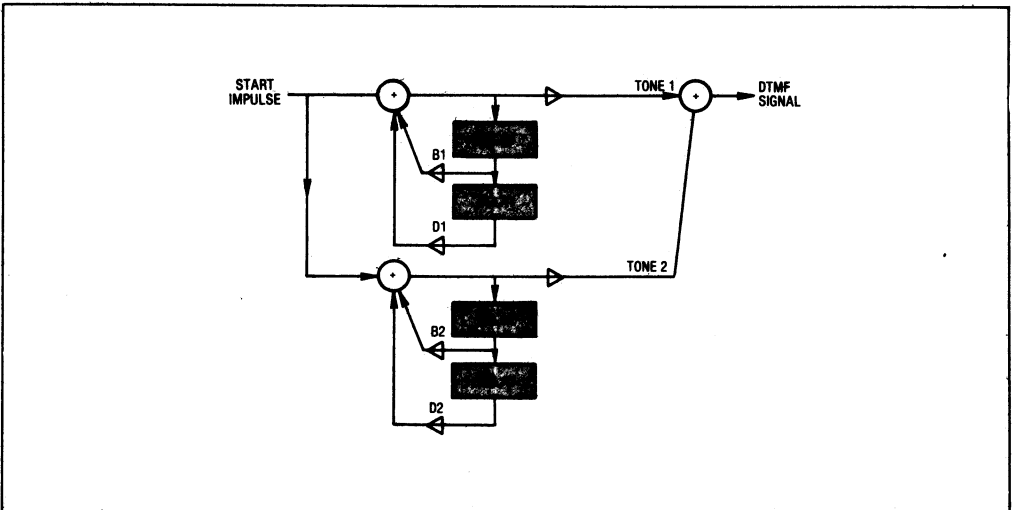 START
IMPULSE
+
TONE 1
+
DTMF
SIGNAL
B1
D1
+
TONE 2
B2
D2